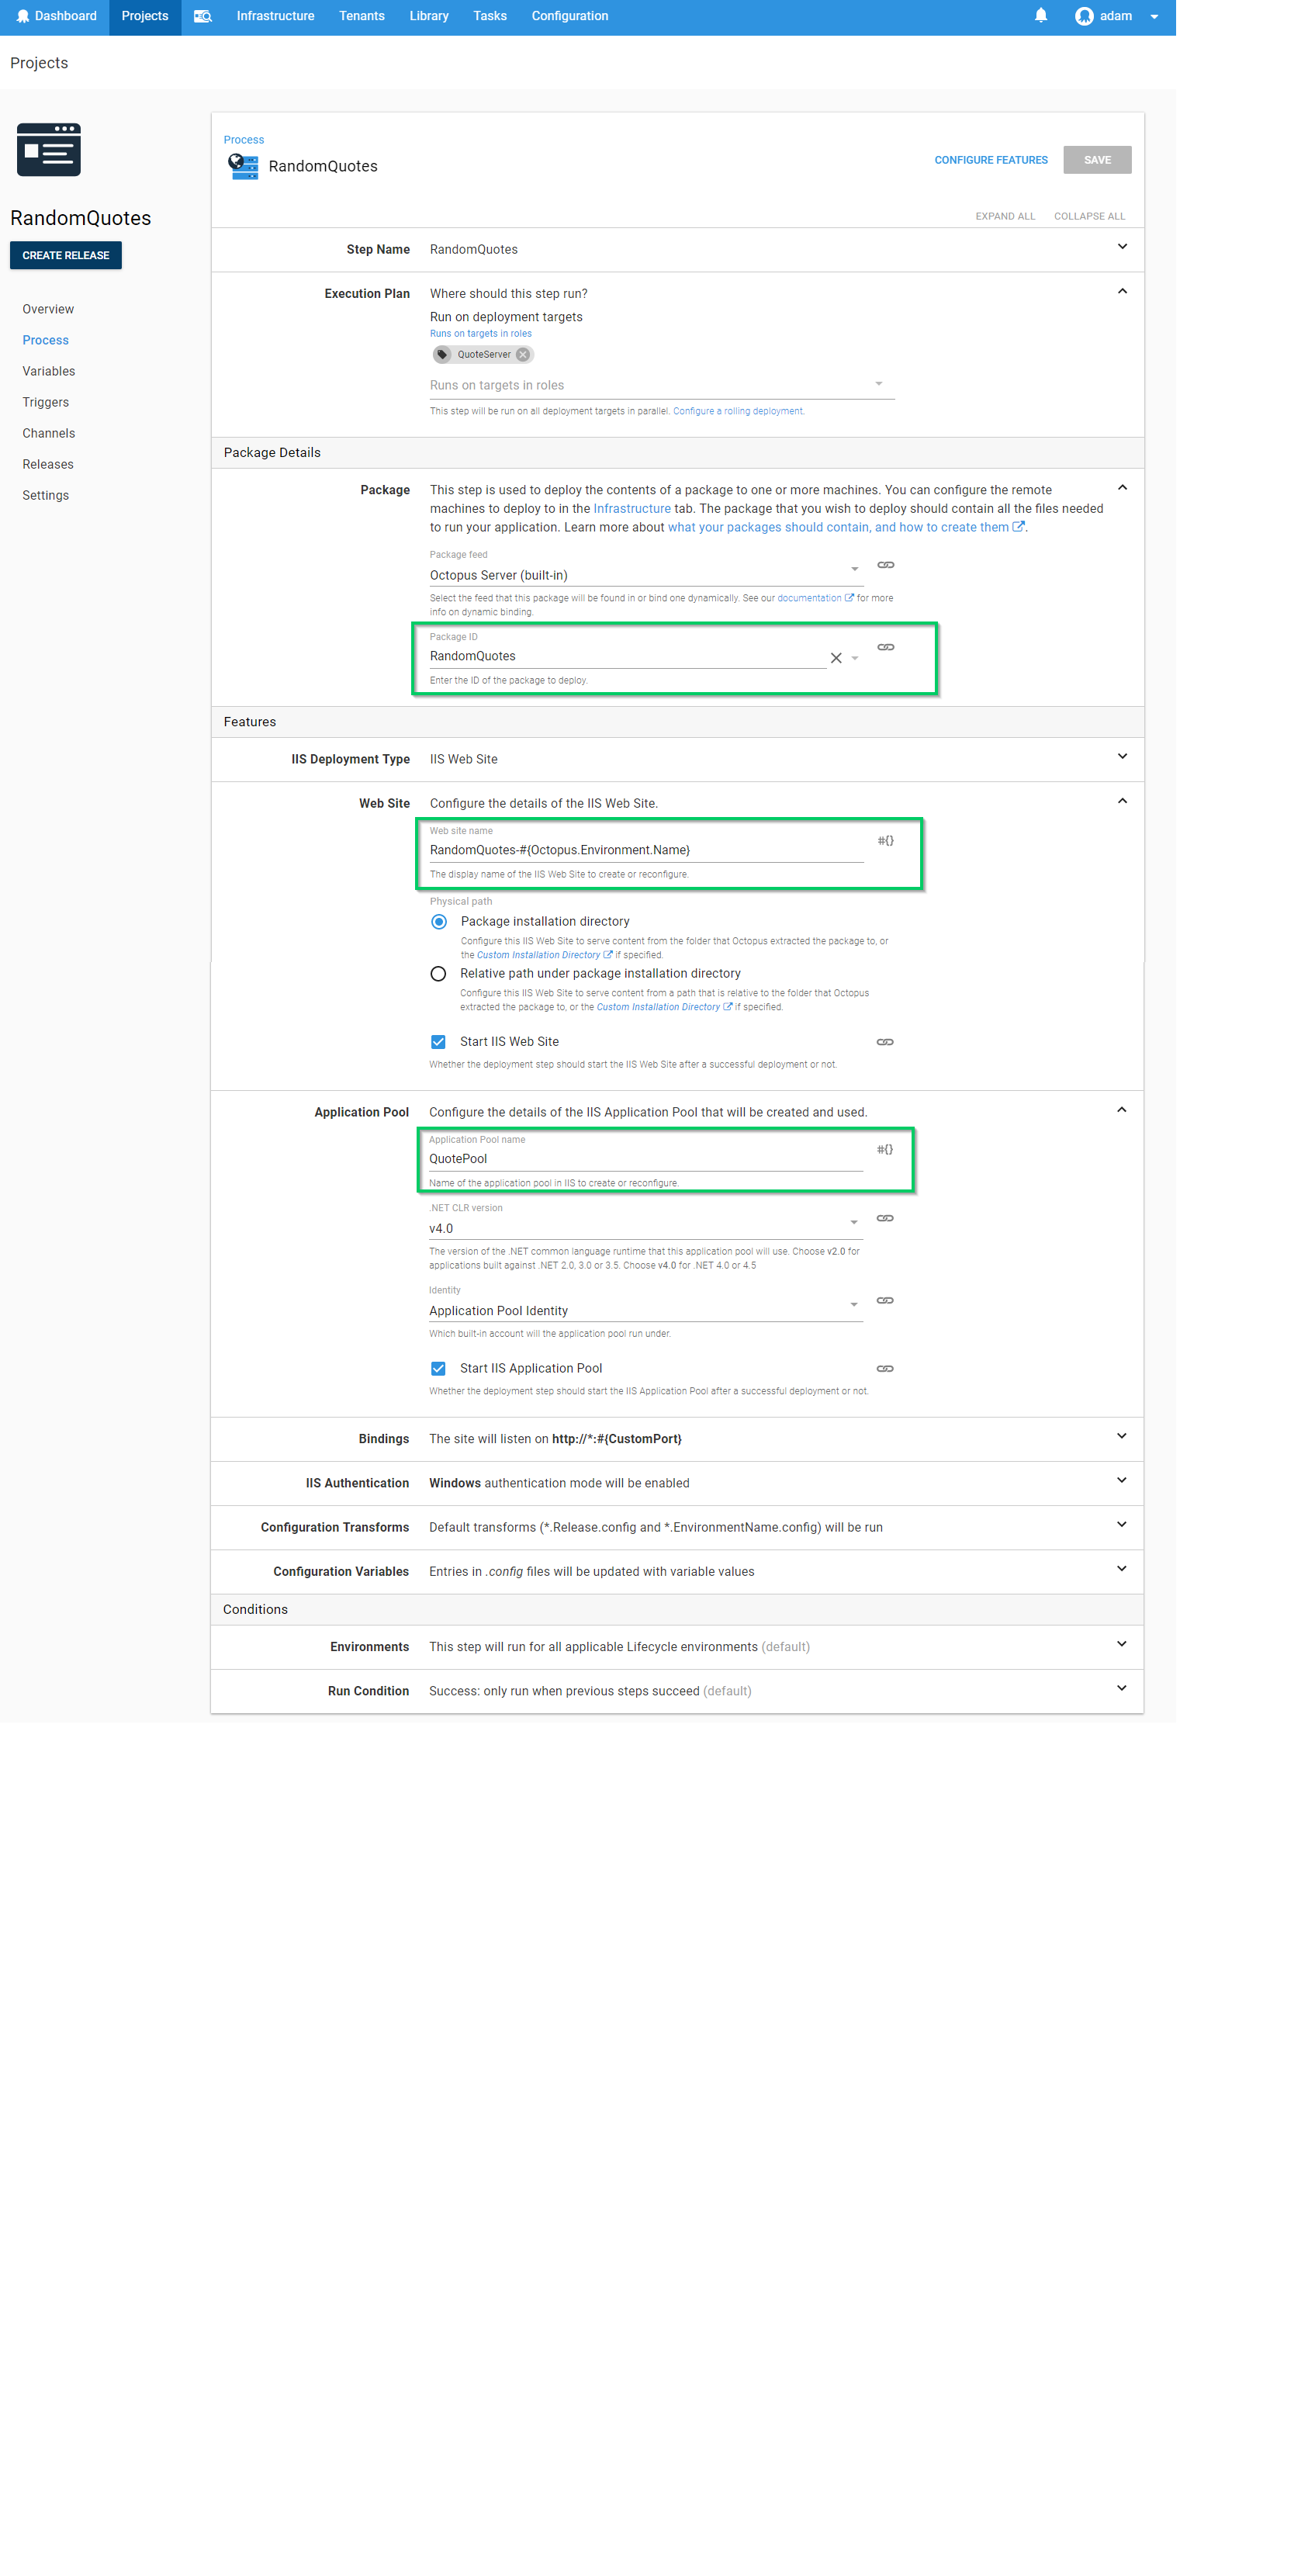 Dashboard Projects Infrastructure Tenants Library Tasks Configuration adam
Projects
RandomQuotes
CREATE RELEASE
Overview
Process
Variables
Triggers
Channels
Releases
Settings
Process
RandomQuotes
CONFIGURE FEATURES SAVE
EXPAND ALL COLLAPSE ALL
Step Name RandomQuotes
Execution Plan Where should this step run?
Run on deployment targets
Runs on targets in roles
QuoteServer
Runs on targets in roles
This step will be run on all deployment targets in parallel. Configure a rolling deployment.
Package Details
Package This step is used to deploy the contents of a package to one or more machines. You can configure the remote
machines to deploy to in the Infrastructure tab. The package that you wish to deploy should contain all the files needed
to run your application. Learn more about what your packages should contain, and how to create them.
Package feed
Octopus Server (built-in)
Select the feed that this package will be found in or bind one dynamically. See our documentation for more
info on dynamic binding.
Package ID
RandomQuotes
Enter the ID of the package to deploy.
Features
IIS Deployment Type IIS Web Site
Web Site Configure the details of the IIS Web Site.
Web site name
RandomQuotes-#{Octopus.Environment.Name}
#{}
The display name of the IIS Web Site to create or reconfigure.
Physical path
Package installation directory
Configure this IIS Web Site to serve content from the folder that Octopus extracted the package to, or
the Custom Installation Directory if specified.
Relative path under package installation directory
Configure this IIS Web Site to serve content from a path that is relative to the folder that Octopus
extracted the package to, or the Custom Installation Directory if specified.
Start IIS Web Site
Whether the deployment step should start the IIS Web Site after a successful deployment or not.
Application Pool Configure the details of the IIS Application Pool that will be created and used.
Application Pool name
QuotePool
#{}
Name of the application pool in IIS to create or reconfigure.
.NET CLR version
v4.0
The version of the .NET common language runtime that this application pool will use. Choose v2.0 for
applications built against .NET 2.0, 3.0 or 3.5. Choose v4.0 for .NET 4.0 or 4.5
Identity
Application Pool Identity
Which built-in account will the application pool run under.
Start IIS Application Pool
Whether the deployment step should start the IIS Application Pool after a successful deployment or not.
Bindings The site will listen on http://*:#{CustomPort}
IIS Authentication Windows authentication mode will be enabled
Configuration Transforms Default transforms (*.Release.config and *.EnvironmentName.config) will be run
Configuration Variables Entries in .config files will be updated with variable values
Conditions
Environments This step will run for all applicable Lifecycle environments (default)
Run Condition Success: only run when previous steps succeed (default)